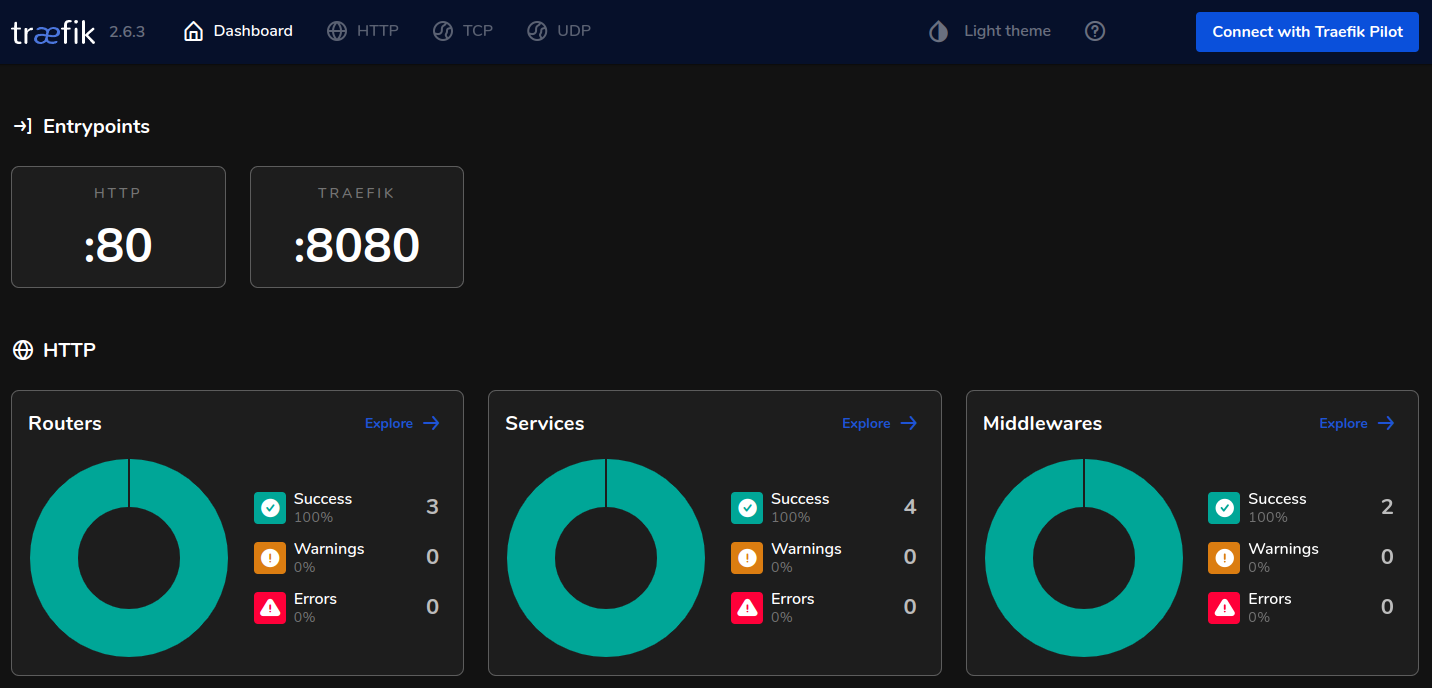 træfik 2.6.3 Dashboard HTTP TCP UDP Light theme Connect with Traefik Pilot
Entrypoints
HTTP
:80
TRAEFIK
:8080
HTTP
Routers Explore
Success 3
100%
Warnings 0
0%
Errors 0
0%
Services Explore
Success 4
100%
Warnings 0
0%
Errors 0
0%
Middlewares Explore
Success 2
100%
Warnings 0
0%
Errors 0
0%